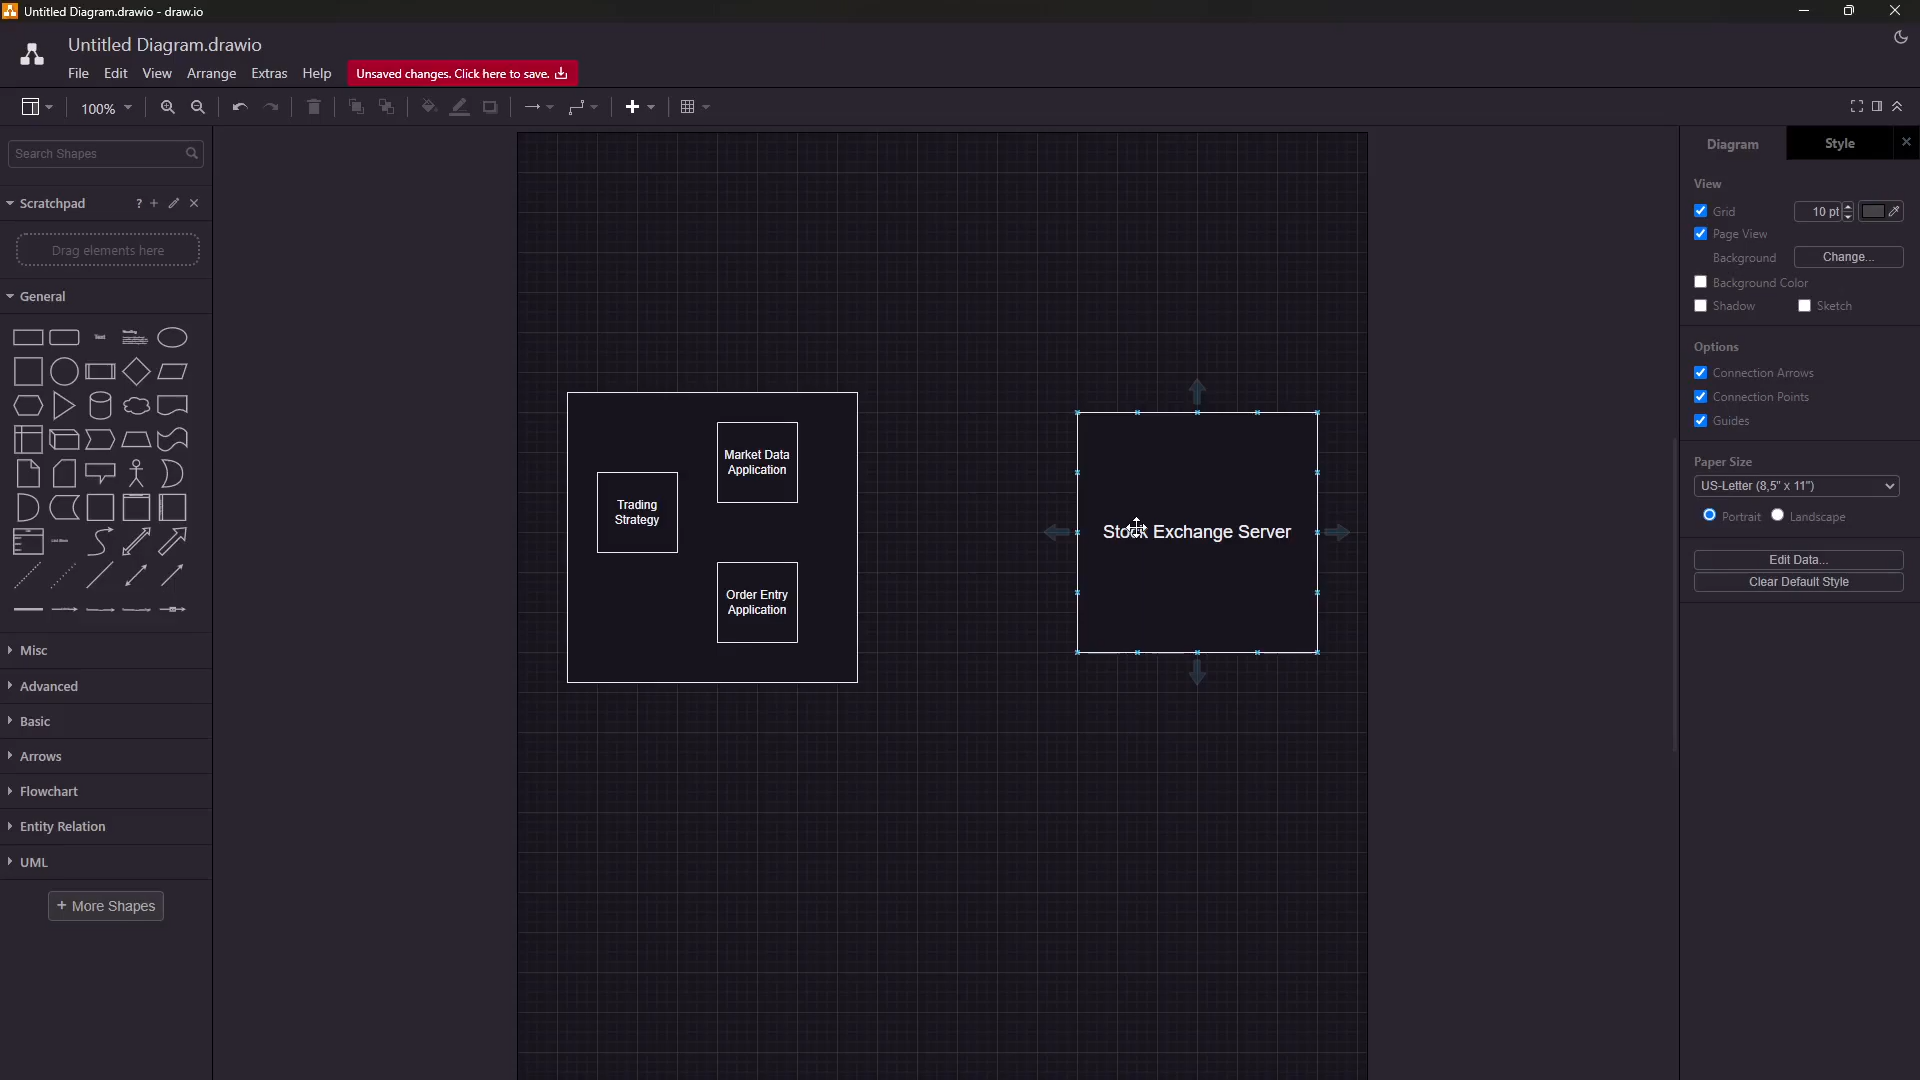 Untitled Diagram.drawio - draw.io
Untitled Diagram.drawio
File Edit View Arrange Extras Help Unsaved changes. Click here to save.
100%
Search Shapes
Scratchpad ?
Drag elements here
General
Text
Heading
List Item
Misc
Advanced
Basic
Arrows
Flowchart
Entity Relation
UML
+ More Shapes
Trading
Strategy
Market Data
Application
Order Entry
Application
Stock Exchange Server
Diagram Style
View
Grid 10 pt
Page View
Background Change...
Background Color
Shadow Sketch
Options
Connection Arrows
Connection Points
Guides
Paper Size
US-Letter (8,5" x 11")
Portrait Landscape
Edit Data...
Clear Default Style